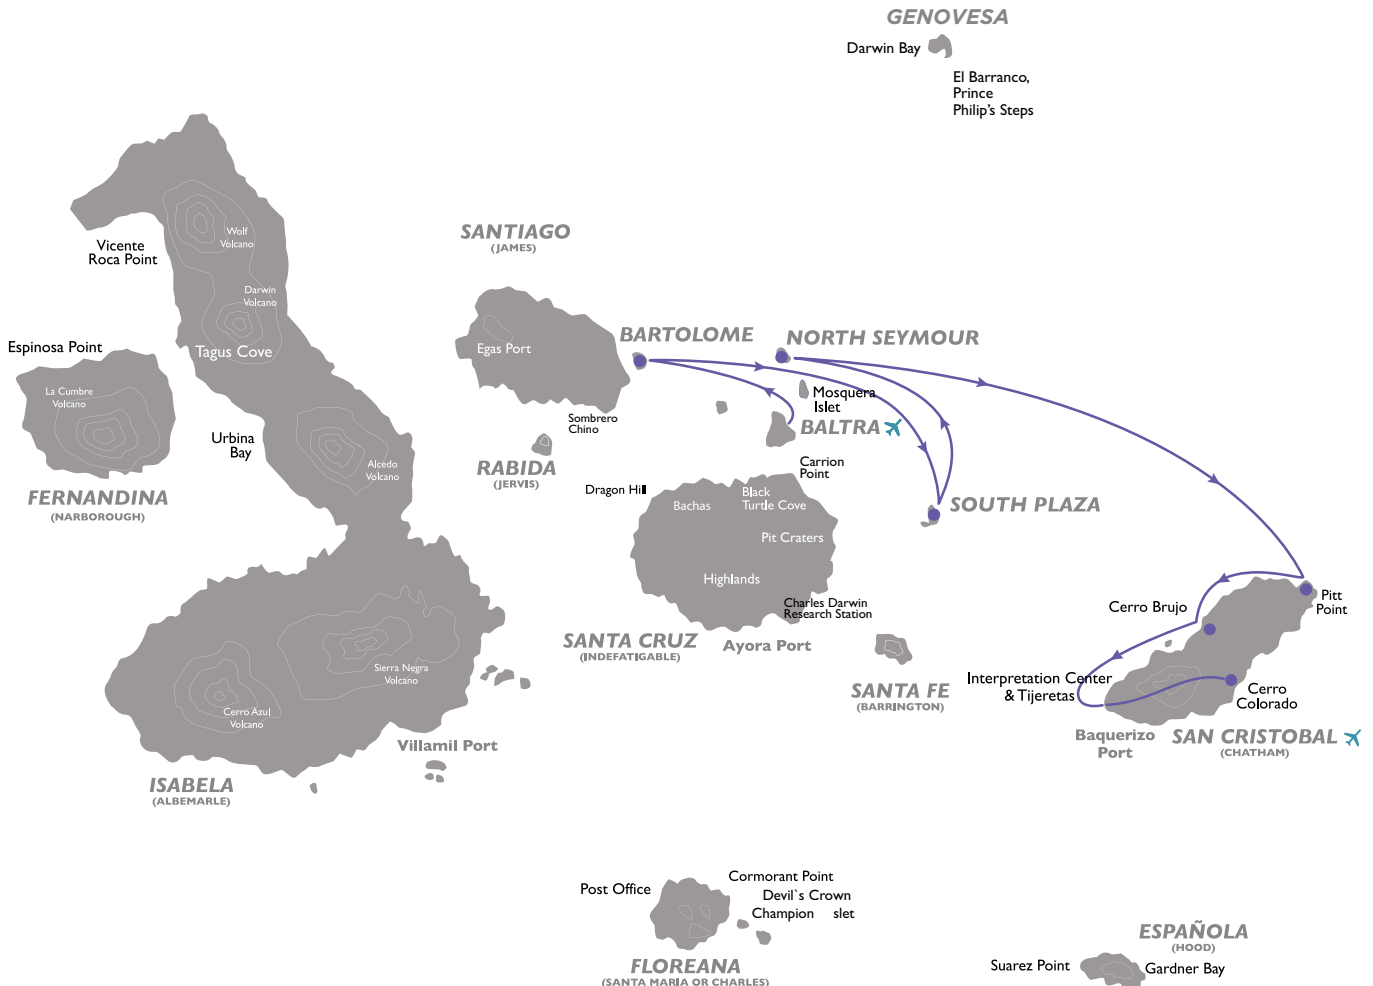 GENOVESA
Darwin Bay
El Barranco,
Prince
Philip's Steps
Wolf
Volcano
Vicente
Roca Point
Darwin
Volcano
Tagus Cove
Espinosa Point
La Cumbre
Volcano
Urbina
Bay
Alcedo
Volcano
FERNANDINA
(NARBOROUGH)
SANTIAGO
(JAMES)
Egas Port
BARTOLOME
NORTH SEYMOUR
Mosquera
Islet
BALTRA
Sombrero
Chino
RABIDA
(JERVIS)
Carrion
Point
Dragon Hill
Bachas
Black
Turtle Cove
Pit Craters
Highlands
SOUTH PLAZA
Charles Darwin
Research Station
SANTA CRUZ
(INDEFATIGABLE)
Ayora Port
Cerro Brujo
Pitt
Point
Sierra Negra
Volcano
Cerro Azul
Volcano
SANTA FE
(BARRINGTON)
Interpretation Center
& Tijeretas
Cerro
Colorado
Baquerizo
Port
SAN CRISTOBAL
(CHATHAM)
Villamil Port
ISABELA
(ALBEMARLE)
Post Office
Cormorant Point
Devil`s Crown
Champion slet
FLOREANA
(SANTA MARIA OR CHARLES)
ESPAÑOLA
(HOOD)
Suarez Point
Gardner Bay